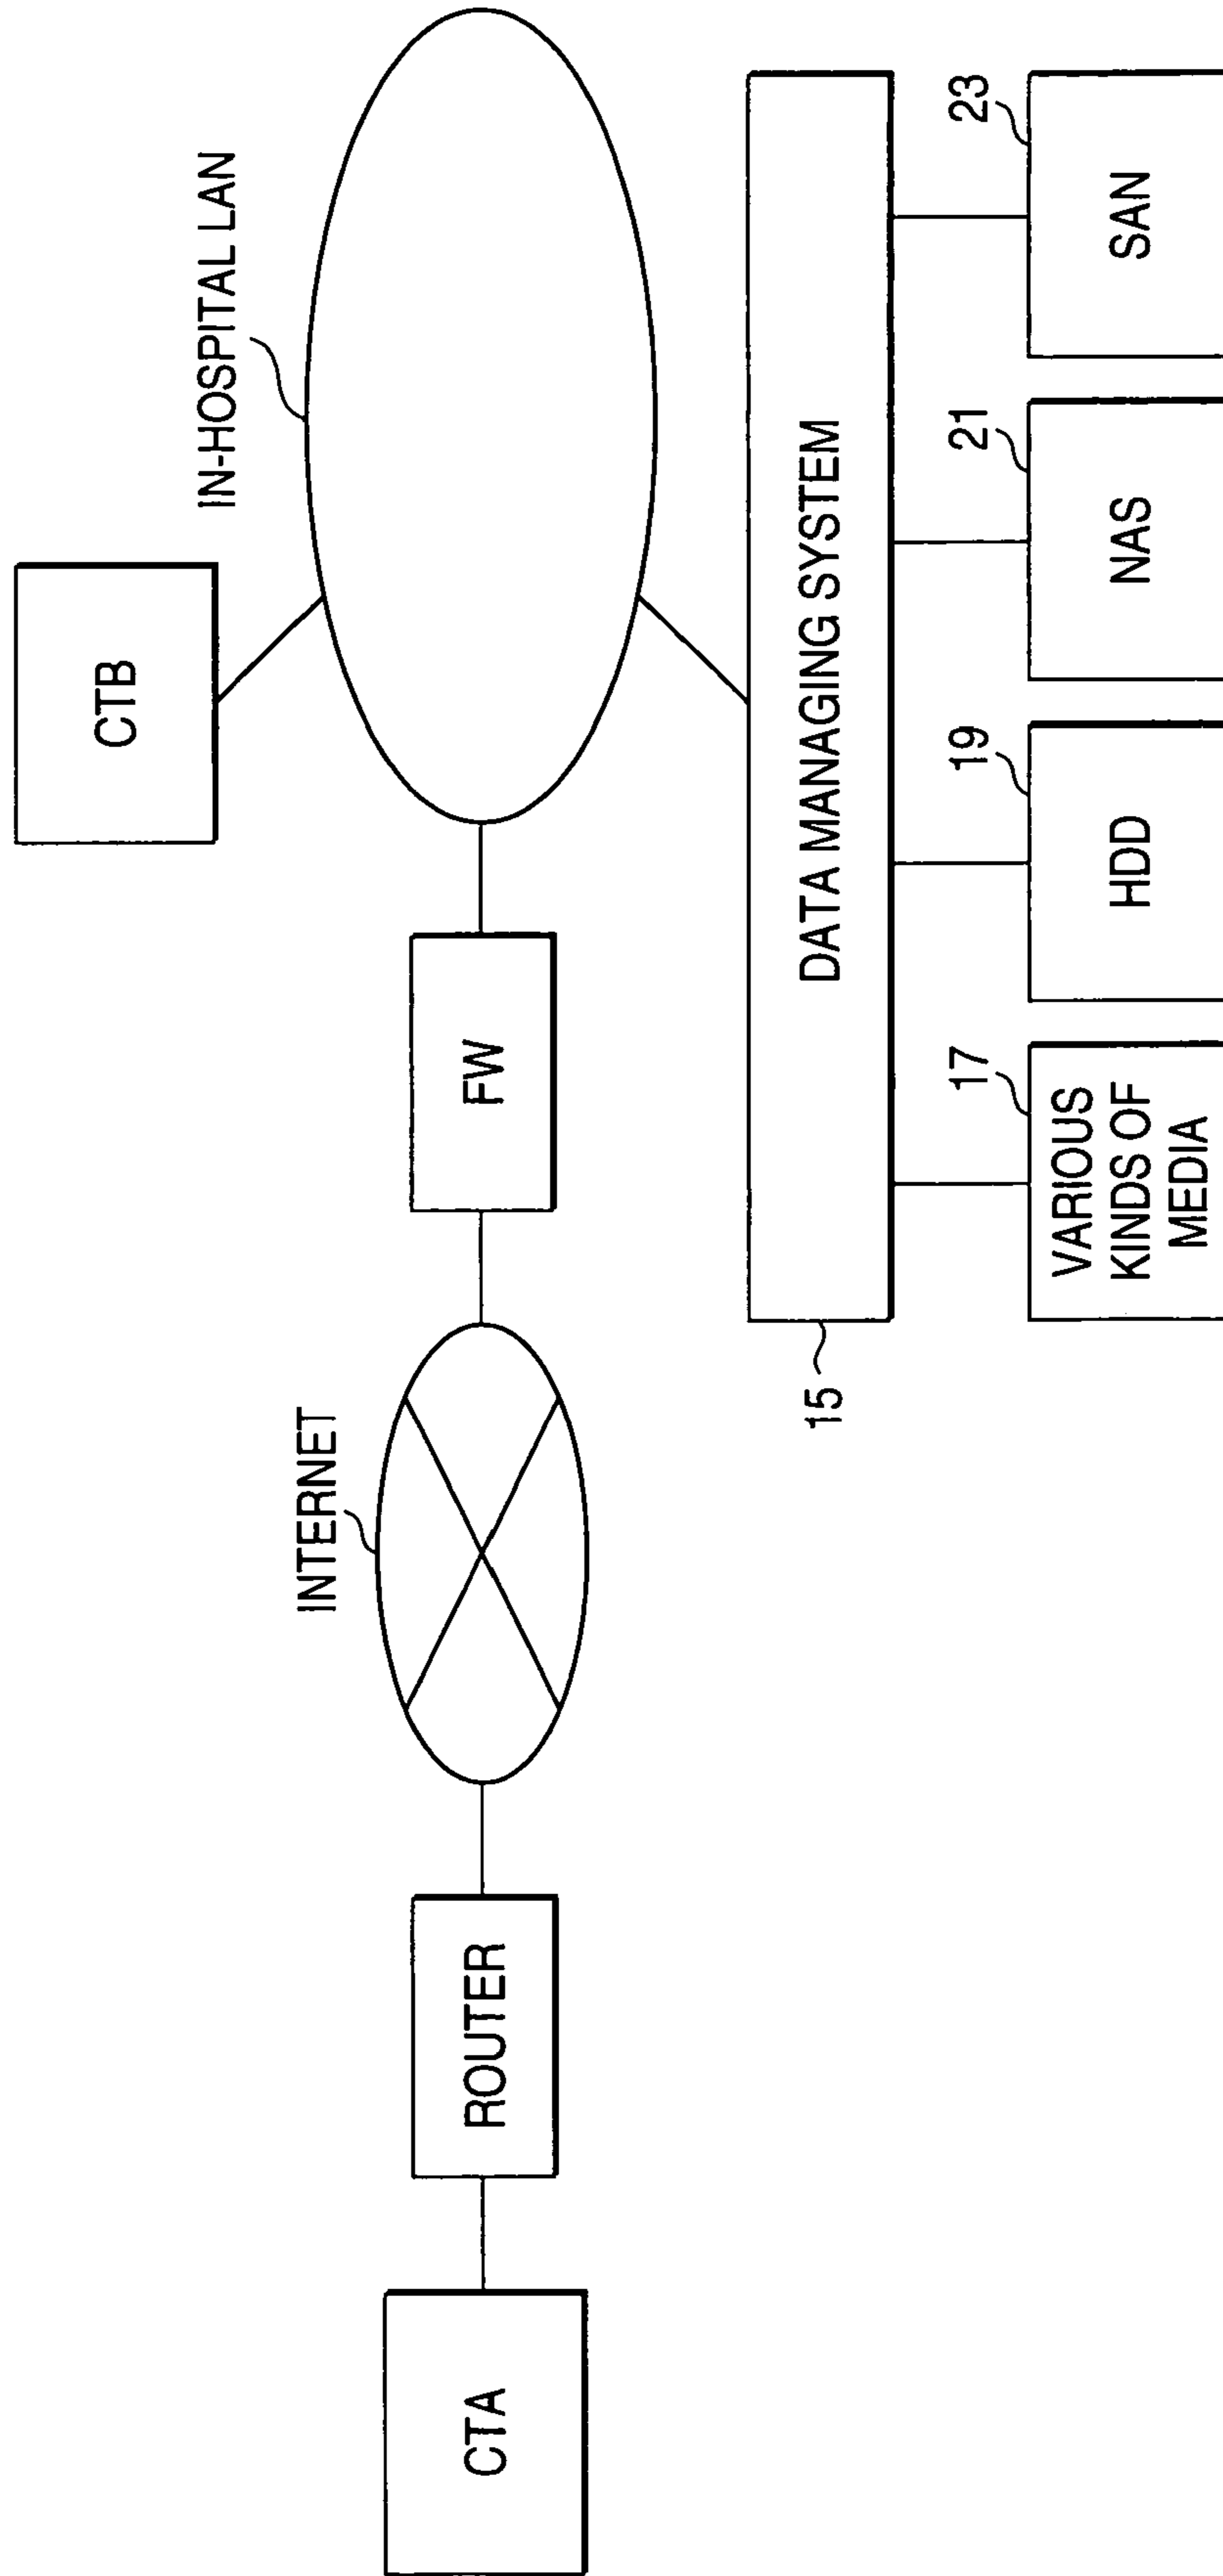 CTB
IN-HOSPITAL LAN
CTA
ROUTER
INTERNET
FW
15
DATA MANAGING SYSTEM
17
19
21
23
VARIOUS
KINDS OF
MEDIA
HDD
NAS
SAN